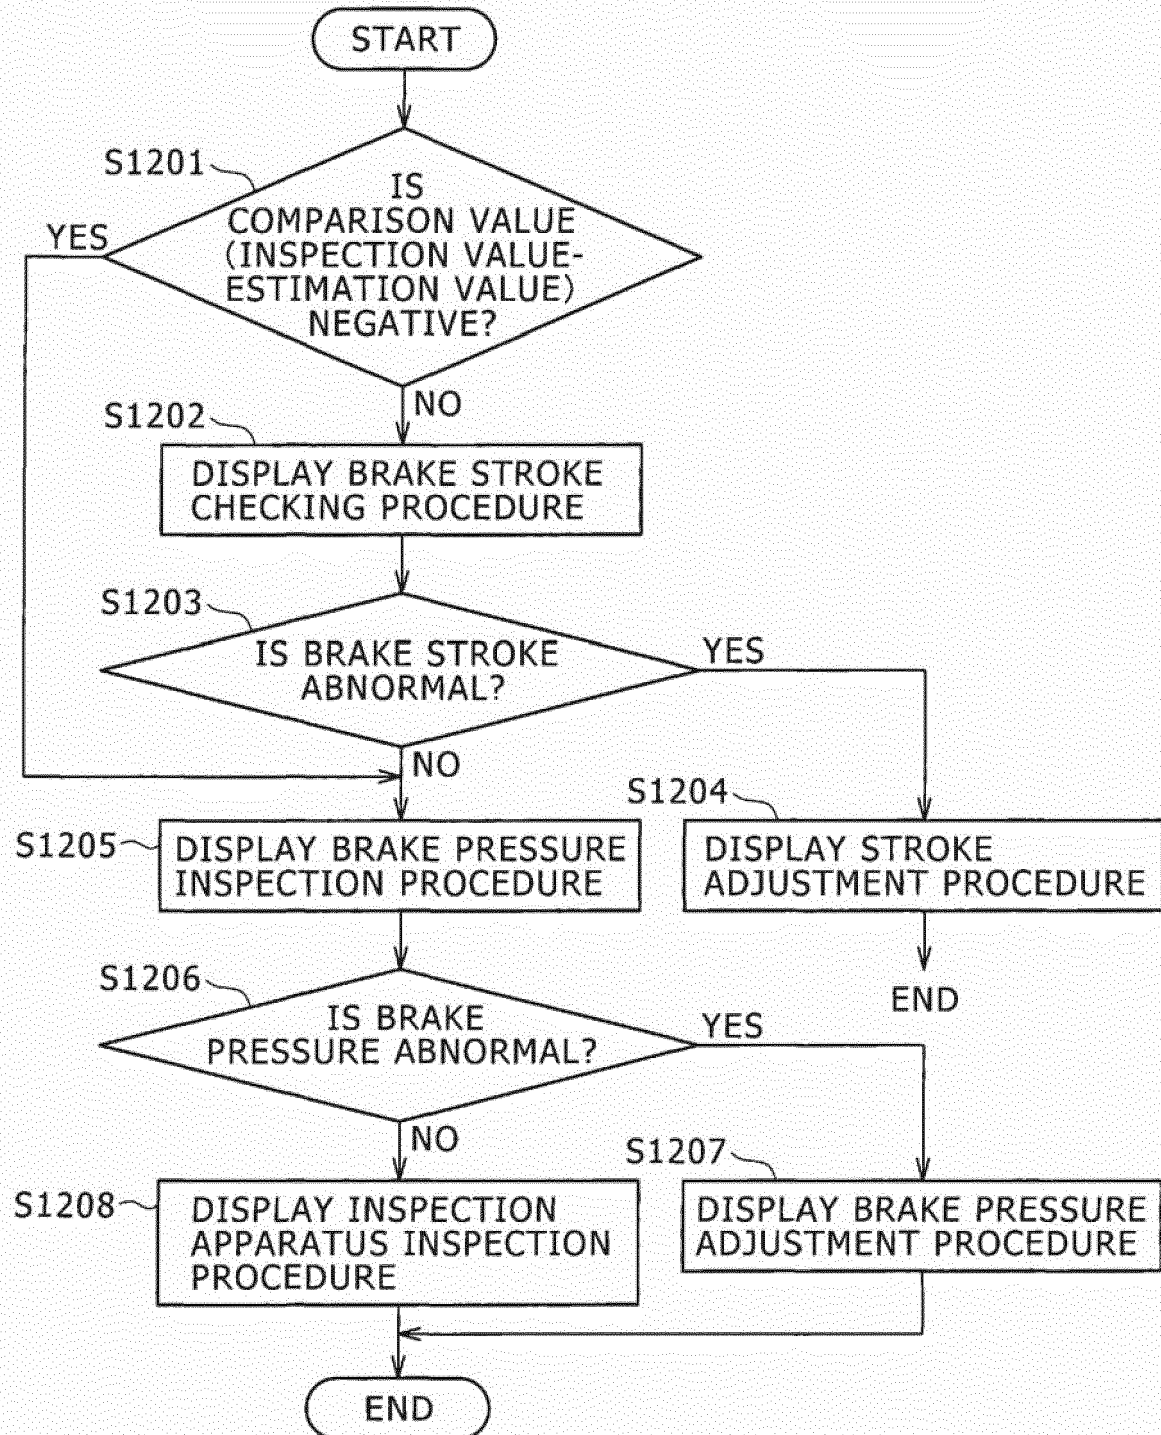 START
S1201
IS
COMPARISON VALUE
(INSPECTION VALUE-
ESTIMATION VALUE)
NEGATIVE?
YES
NO
S1202
DISPLAY BRAKE STROKE
CHECKING PROCEDURE
S1203
IS BRAKE STROKE
ABNORMAL?
YES
NO
S1204
DISPLAY STROKE
ADJUSTMENT PROCEDURE
END
S1205
DISPLAY BRAKE PRESSURE
INSPECTION PROCEDURE
S1206
IS BRAKE
PRESSURE ABNORMAL?
YES
NO
S1207
DISPLAY BRAKE PRESSURE
ADJUSTMENT PROCEDURE
S1208
DISPLAY INSPECTION
APPARATUS INSPECTION
PROCEDURE
END